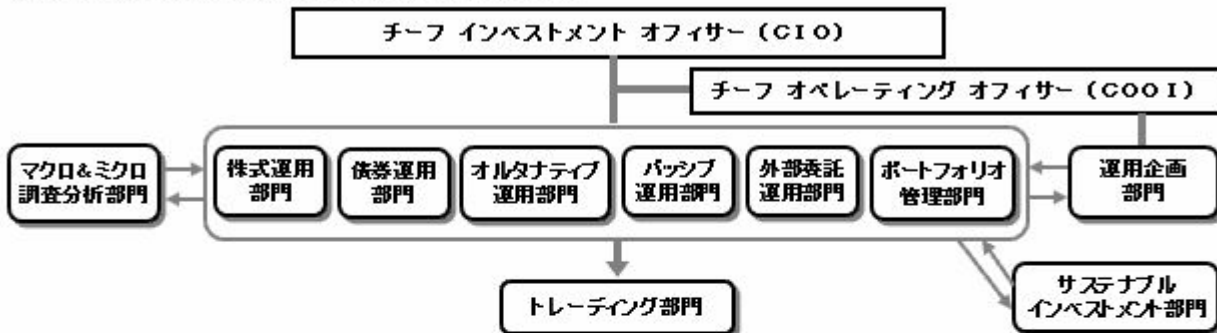 チーフ インベストメント オフィサー（ＣＩＯ）
チーフ オペレーティング オフィサー（ＣＯＯＩ）
マクロ&ミクロ
調査分析部門
株式運用
部門
債券運用
部門
オルタナティブ
運用部門
パッシブ
運用部門
外部委託
運用部門
ポートフォリオ
管理部門
運用企画
部門
トレーディング部門
サステナブル
インベストメント部門